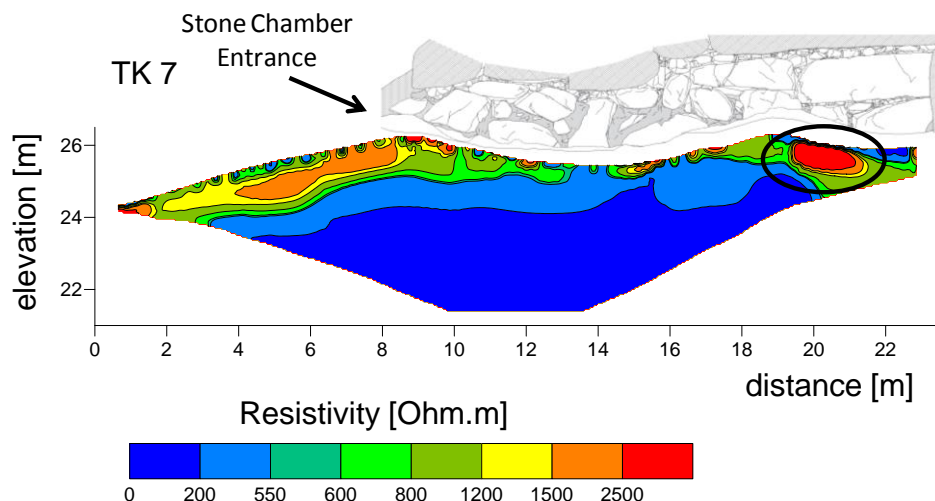 Stone Chamber
Entrance
TK 7
elevation [m]
26
24
22
0 2 4 6 8 10 12 14 16 18 20 22
distance [m]
Resistivity [Ohm.m]
0 200 550 600 800 1200 1500 2500